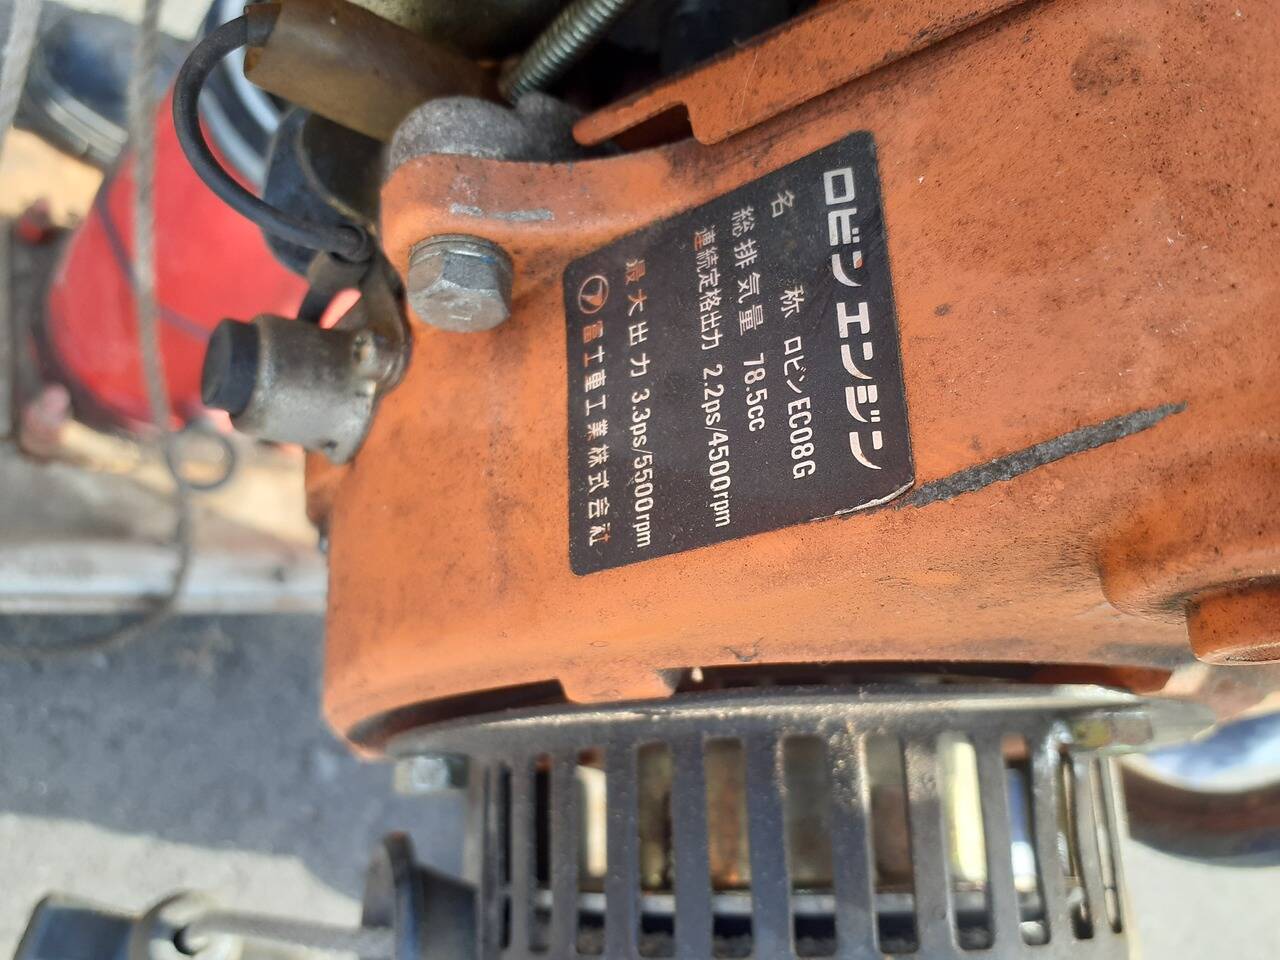 ロビン エンジン
名称 ロビンEC08G
総排気量 78.5cc
連続定格出力 2.2ps/4500rpm
最大出力 3.3ps/5500rpm
富士重工業株式会社